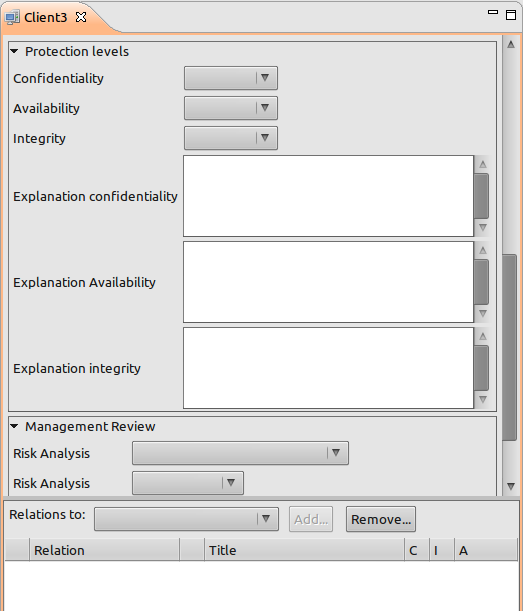 Client3
Protection levels
Confidentiality
Availability
Integrity
Explanation confidentiality
Explanation Availability
Explanation integrity
Management Review
Risk Analysis
Risk Analysis
Relations to: Add... Remove...
Relation Title C I A